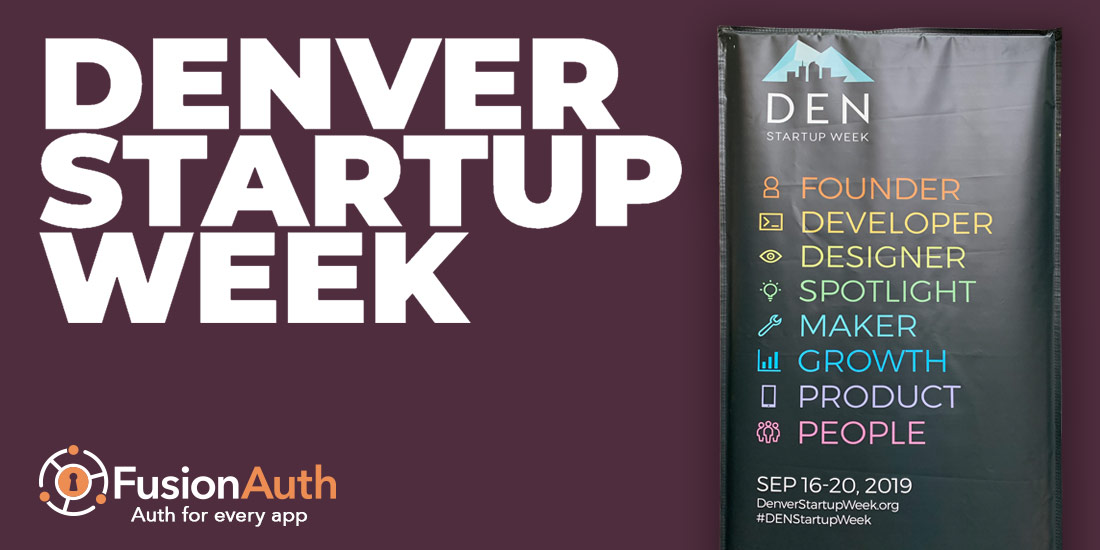 DENVER
STARTUP
WEEK
FusionAuth
Auth for every app
DEN
STARTUP WEEK
FOUNDER
DEVELOPER
DESIGNER
SPOTLIGHT
MAKER
GROWTH
PRODUCT
PEOPLE
SEP 16-20, 2019
DenverStartupWeek.org
#DENStartupWeek